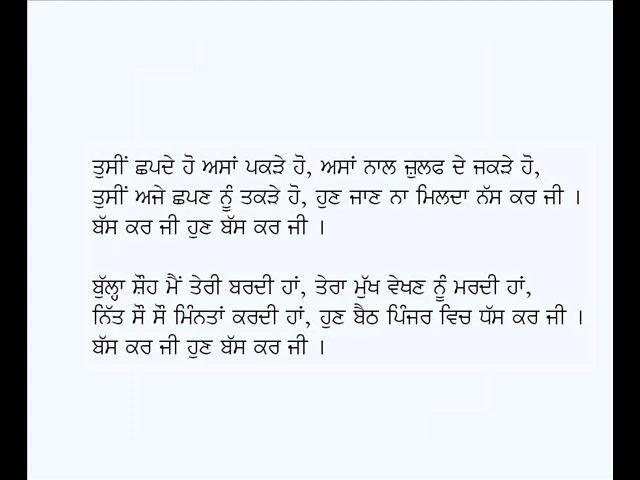 ਤੁਸੀਂ ਛਪਦੇ ਹੋ ਅਸਾਂ ਪਕੜੇ ਹੋ, ਅਸਾਂ ਨਾਲ ਜ਼ੁਲਫ ਦੇ ਜਕੜੇ ਹੋ,
ਤੁਸੀਂ ਅਜੇ ਛਪਣ ਨੂੰ ਤਕੜੇ ਹੋ, ਹੁਣ ਜਾਣ ਨਾ ਮਿਲਦਾ ਨੱਸ ਕਰ ਜੀ ।
ਬੱਸ ਕਰ ਜੀ ਹੁਣ ਬੱਸ ਕਰ ਜੀ ।
ਬੁੱਲ੍ਹਾ ਸ਼ੌਹ ਮੈਂ ਤੇਰੀ ਬਰਦੀ ਹਾਂ, ਤੇਰਾ ਮੁੱਖ ਵੇਖਣ ਨੂੰ ਮਰਦੀ ਹਾਂ,
ਨਿੱਤ ਸੌ ਸੌ ਮਿੰਨਤਾਂ ਕਰਦੀ ਹਾਂ, ਹੁਣ ਬੈਠ ਪਿੰਜਰ ਵਿਚ ਧੱਸ ਕਰ ਜੀ ।
ਬੱਸ ਕਰ ਜੀ ਹੁਣ ਬੱਸ ਕਰ ਜੀ ।